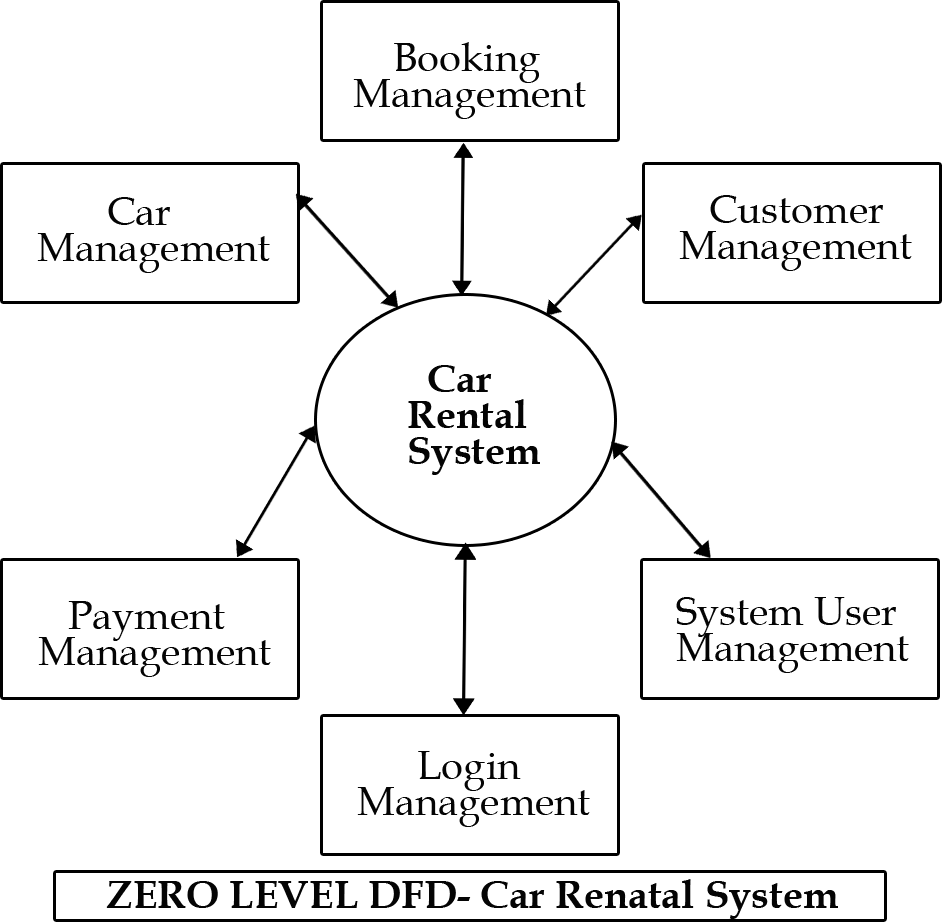 Booking
Management
Car
Management
Customer
Management
Car
Rental
System
Payment
Management
System User
Management
Login
Management
ZERO LEVEL DFD- Car Renatal System